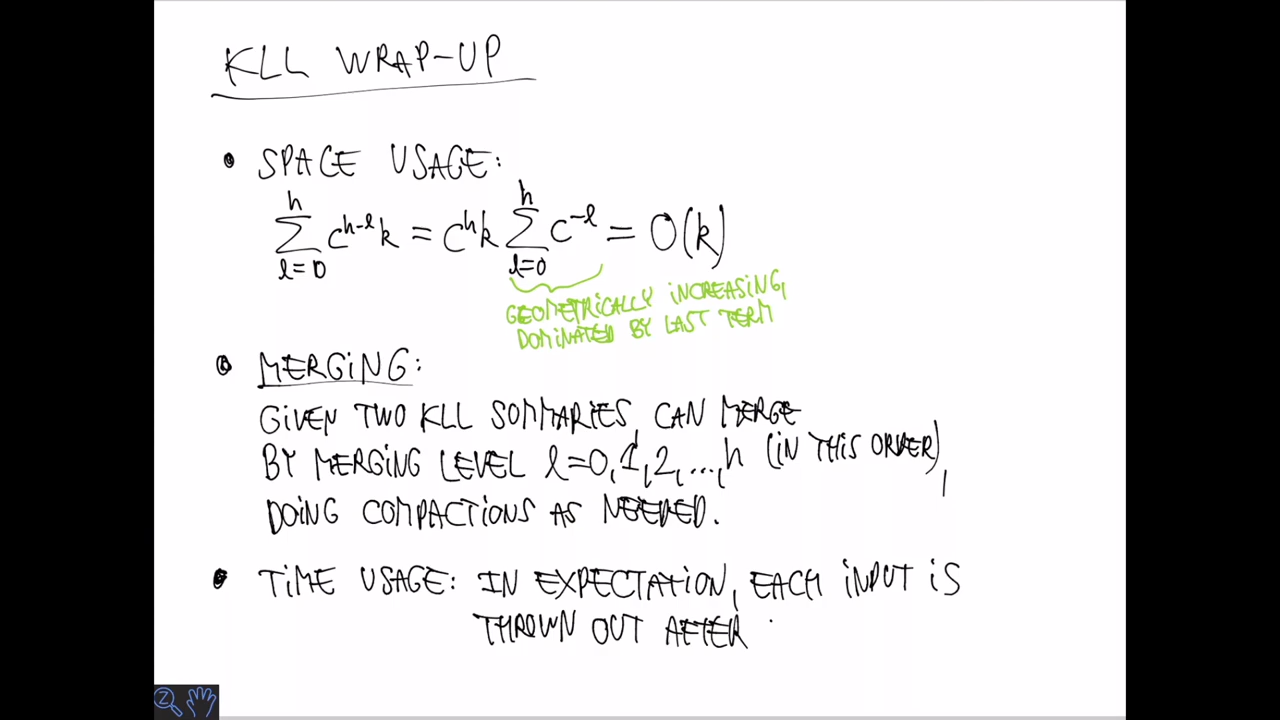 KLL WRAP-UP
• SPACE USAGE:
∑_{l=0}^{h} c^{h-l} k = c^h k ∑_{l=0}^{h} c^{-l} = O(k)
GEOMETRICALLY INCREASING,
DOMINATED BY LAST TERM
• MERGING:
GIVEN TWO KLL SUMMARIES, CAN MERGE
BY MERGING LEVEL l=0,1,2,...,h (IN THIS ORDER),
DOING COMPACTIONS AS NEEDED.
• TIME USAGE: IN EXPECTATION, EACH INPUT IS
THROWN OUT AFTER